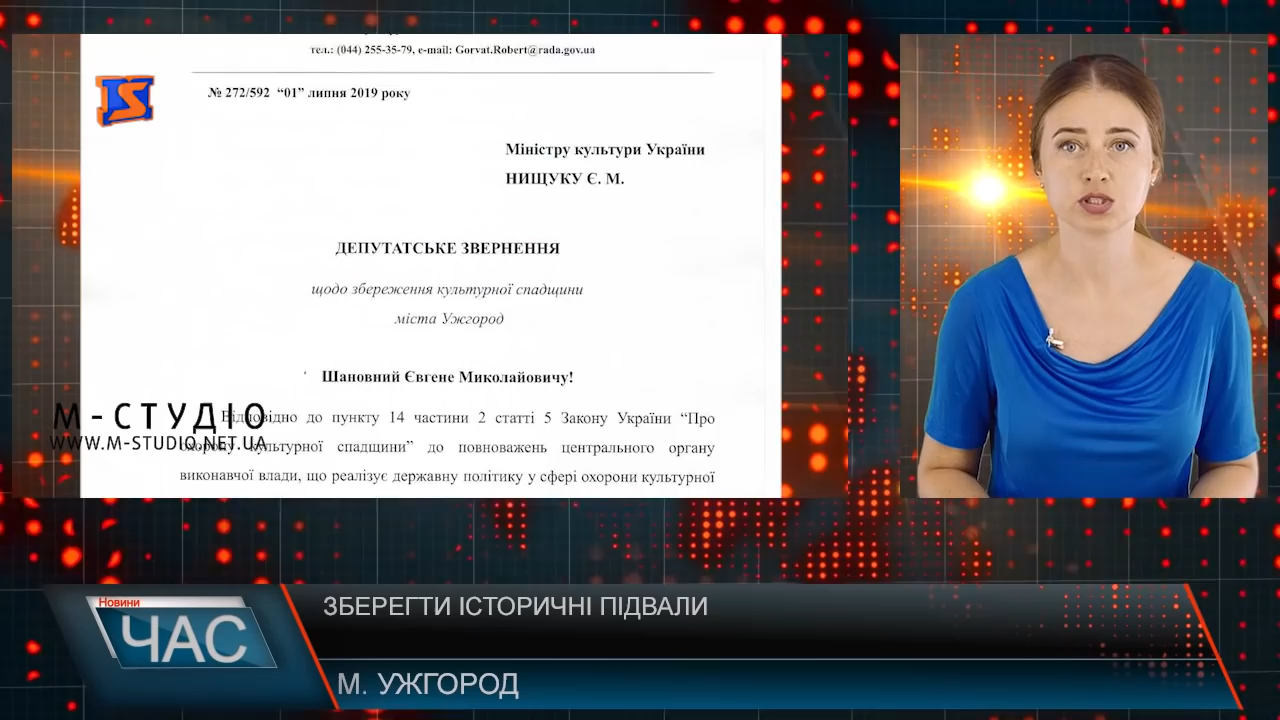 тел.: (044) 255-35-79, e-mail: Gorvat.Robert@rada.gov.ua
№ 272/592 “01” липня 2019 року
Міністру культури України
НИЩУКУ Є. М.
ДЕПУТАТСЬКЕ ЗВЕРНЕННЯ
щодо збереження культурної спадщини
міста Ужгород
Шановний Євгене Миколайовичу!
Відповідно до пункту 14 частини 2 статті 5 Закону України “Про
охорону культурної спадщини” до повноважень центрального органу
виконавчої влади, що реалізує державну політику у сфері охорони культурної
М-СТУДІО
WWW.M-STUDIO.NET.UA
Новини
ЧАС
ЗБЕРЕГТИ ІСТОРИЧНІ ПІДВАЛИ
М. УЖГОРОД